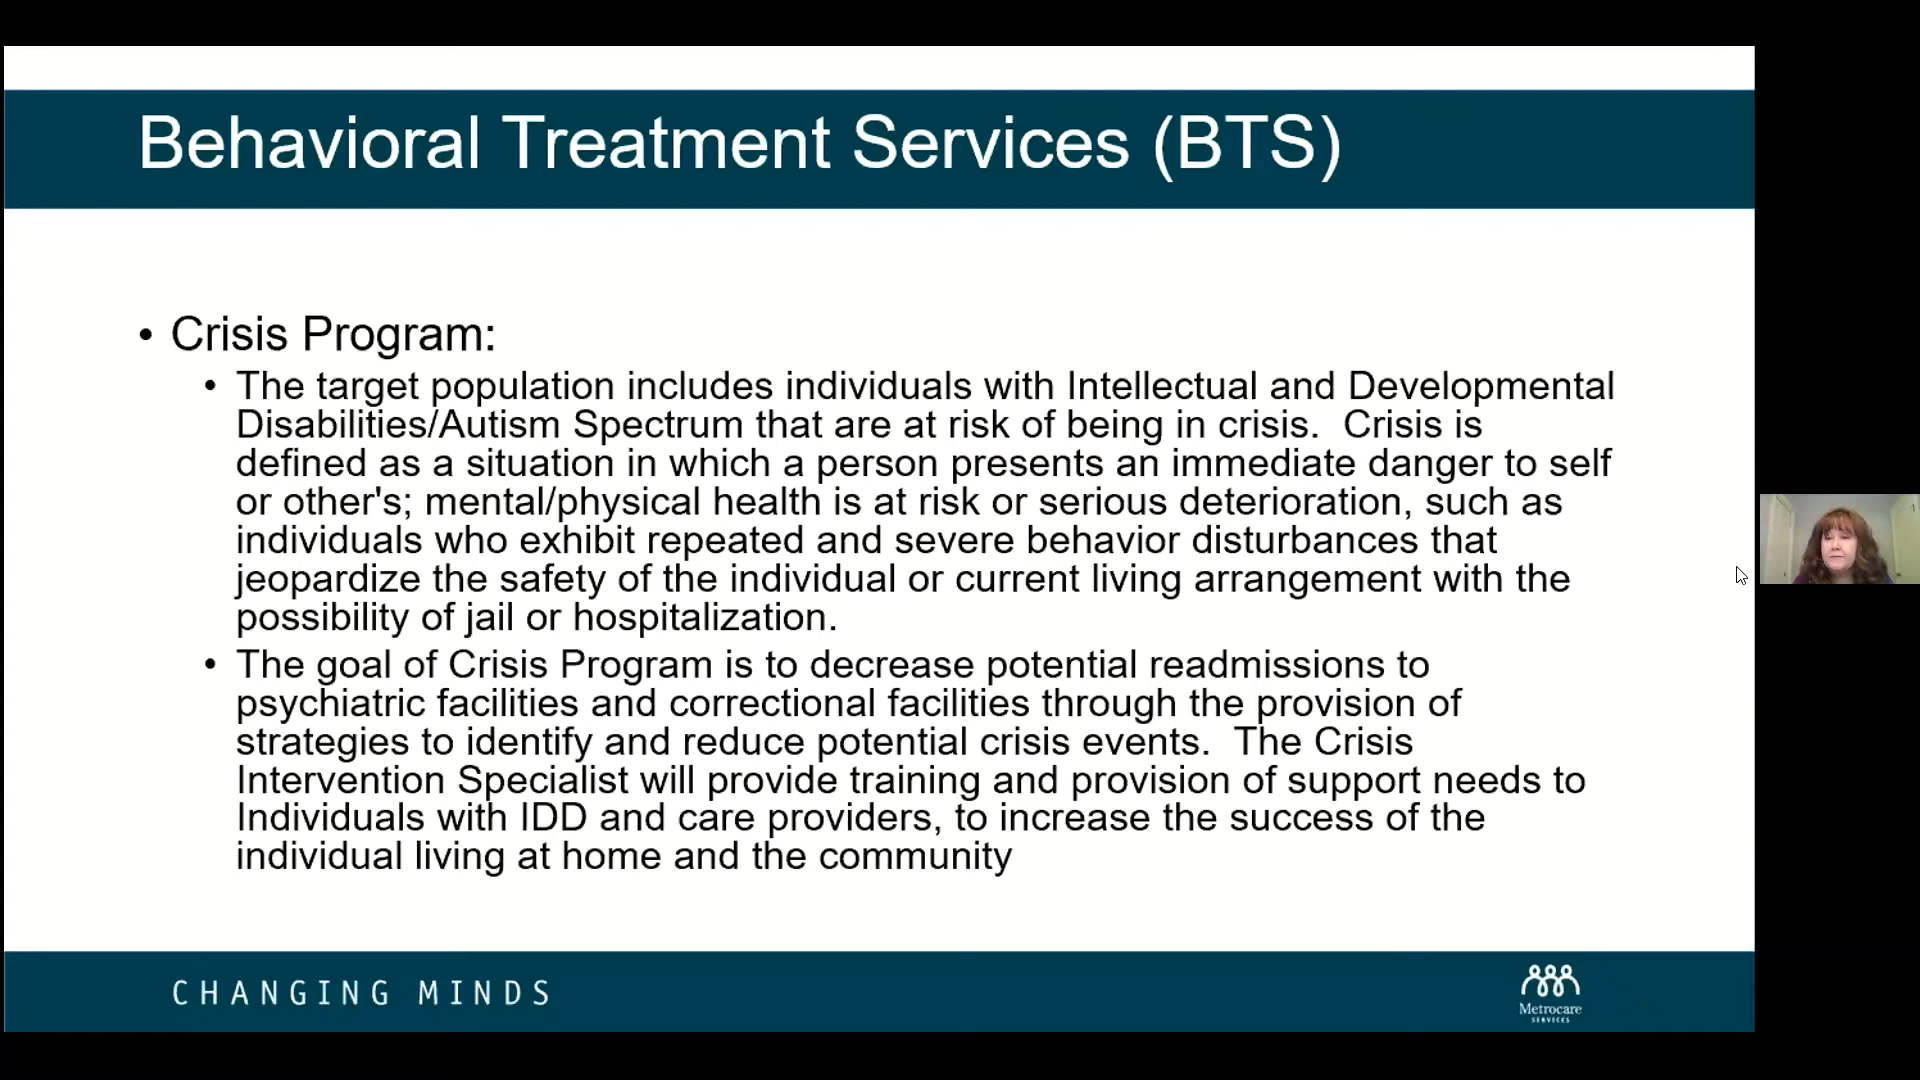 Behavioral Treatment Services (BTS)
• Crisis Program:
• The target population includes individuals with Intellectual and Developmental
Disabilities/Autism Spectrum that are at risk of being in crisis.  Crisis is
defined as a situation in which a person presents an immediate danger to self
or other's; mental/physical health is at risk or serious deterioration, such as
individuals who exhibit repeated and severe behavior disturbances that
jeopardize the safety of the individual or current living arrangement with the
possibility of jail or hospitalization.
• The goal of Crisis Program is to decrease potential readmissions to
psychiatric facilities and correctional facilities through the provision of
strategies to identify and reduce potential crisis events.  The Crisis
Intervention Specialist will provide training and provision of support needs to
Individuals with IDD and care providers, to increase the success of the
individual living at home and the community
CHANGING MINDS
Metrocare
SERVICES